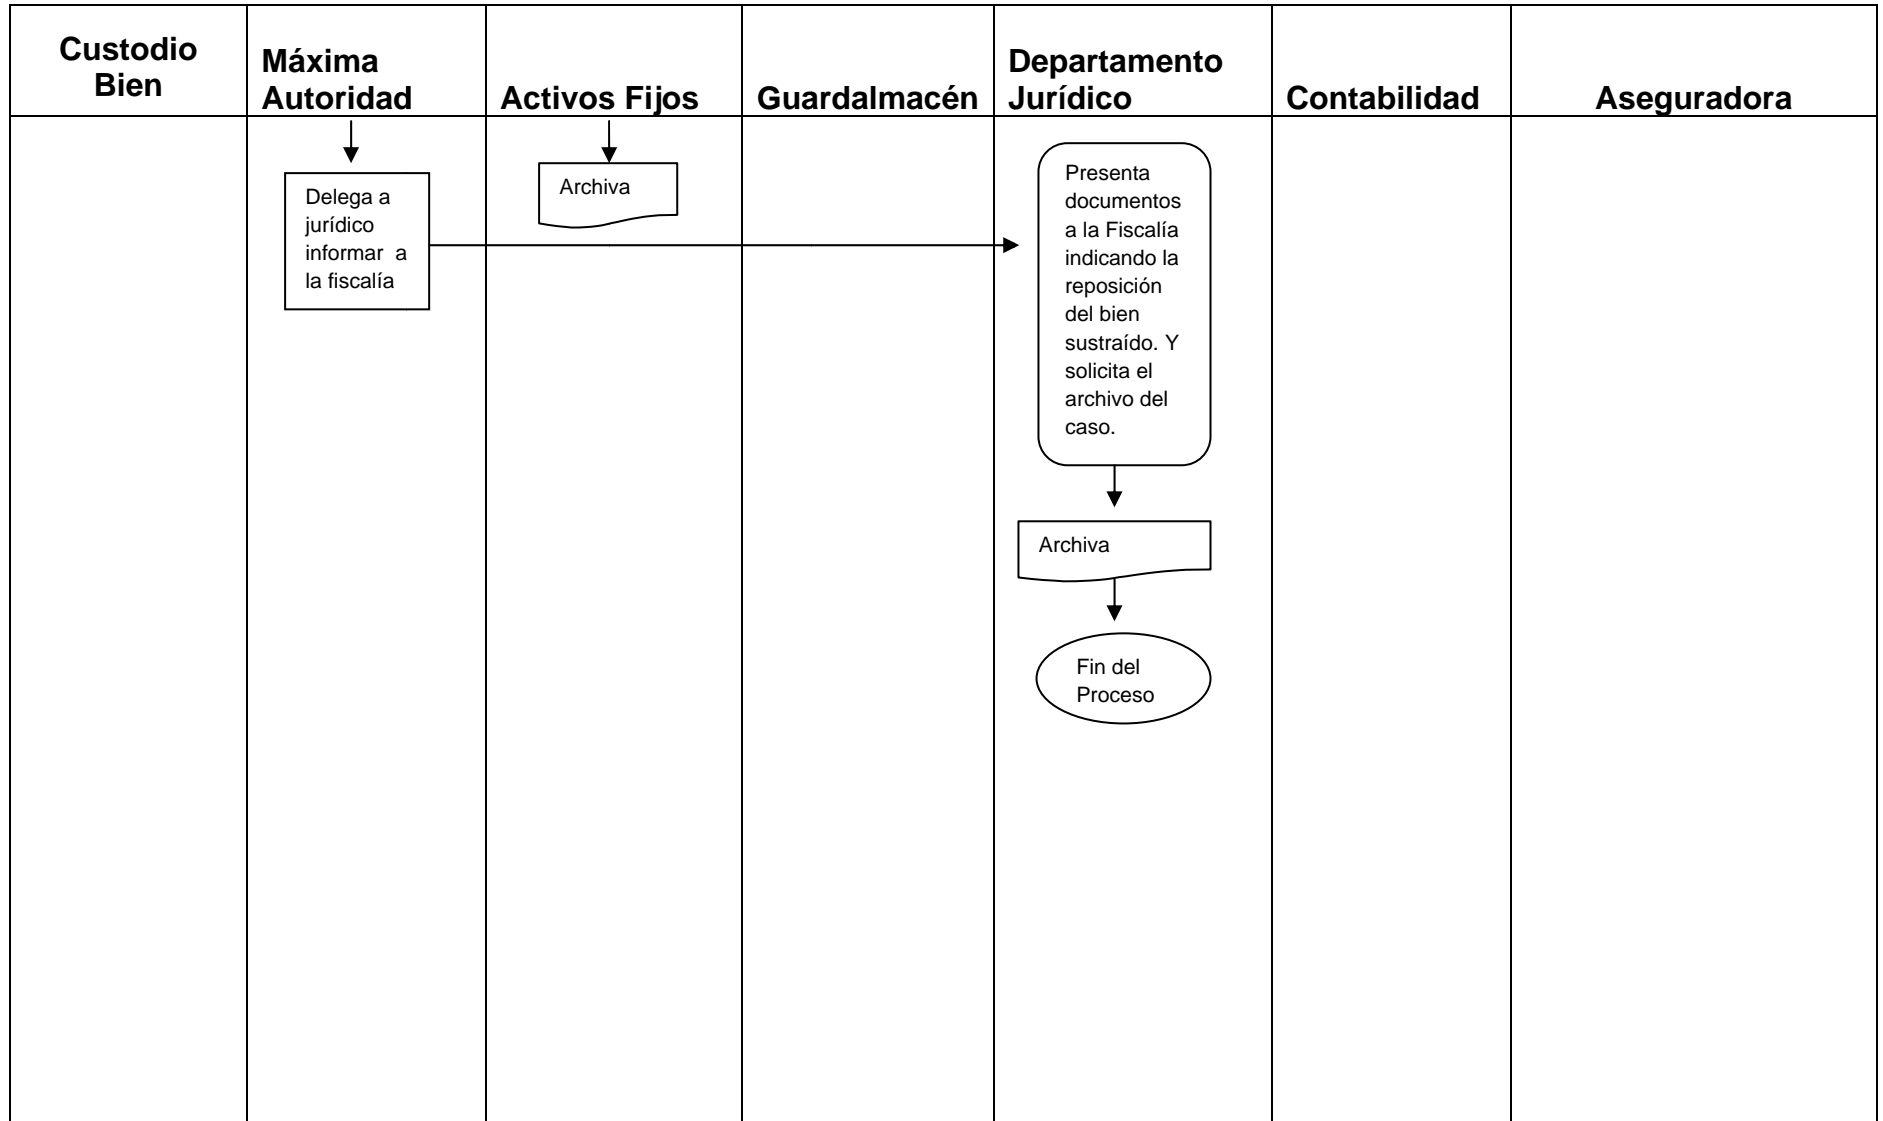 Custodio
Bien
Máxima
Autoridad
Activos Fijos
Guardalmacén
Departamento
Jurídico
Contabilidad
Aseguradora
Delega a
jurídico
informar a
la fiscalía
Archiva
Presenta
documentos
a la Fiscalía
indicando la
reposición
del bien
sustraído. Y
solicita el
archivo del
caso.
Archiva
Fin del
Proceso